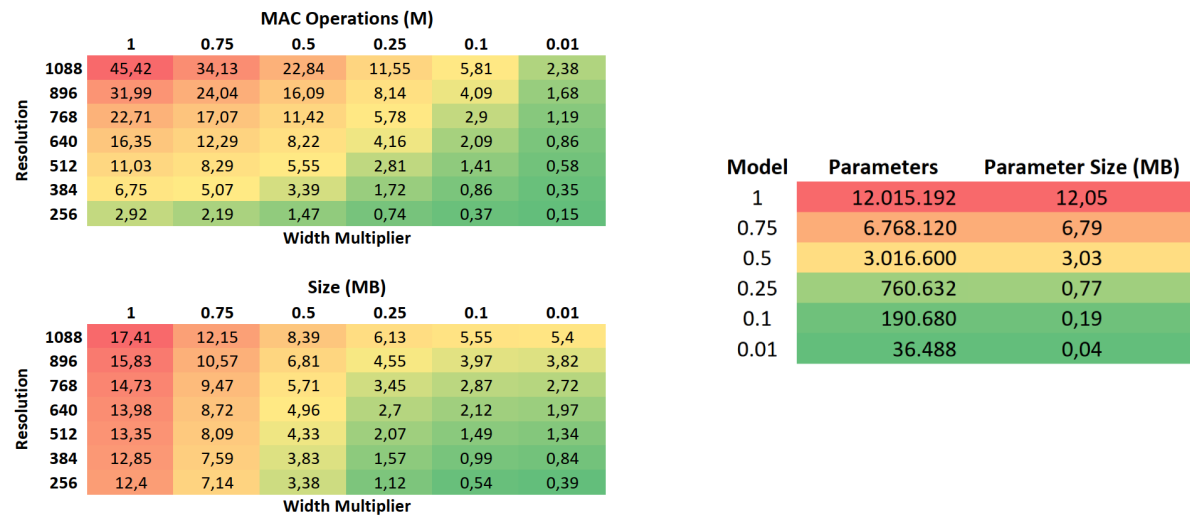 MAC Operations (M)
1 0.75 0.5 0.25 0.1 0.01
1088 45,42 34,13 22,84 11,55 5,81 2,38
896 31,99 24,04 16,09 8,14 4,09 1,68
768 22,71 17,07 11,42 5,78 2,9 1,19
640 16,35 12,29 8,22 4,16 2,09 0,86
512 11,03 8,29 5,55 2,81 1,41 0,58
384 6,75 5,07 3,39 1,72 0,86 0,35
256 2,92 2,19 1,47 0,74 0,37 0,15
Resolution
Width Multiplier
Size (MB)
1 0.75 0.5 0.25 0.1 0.01
1088 17,41 12,15 8,39 6,13 5,55 5,4
896 15,83 10,57 6,81 4,55 3,97 3,82
768 14,73 9,47 5,71 3,45 2,87 2,72
640 13,98 8,72 4,96 2,7 2,12 1,97
512 13,35 8,09 4,33 2,07 1,49 1,34
384 12,85 7,59 3,83 1,57 0,99 0,84
256 12,4 7,14 3,38 1,12 0,54 0,39
Resolution
Width Multiplier
Model Parameters Parameter Size (MB)
1 12.015.192 12,05
0.75 6.768.120 6,79
0.5 3.016.600 3,03
0.25 760.632 0,77
0.1 190.680 0,19
0.01 36.488 0,04